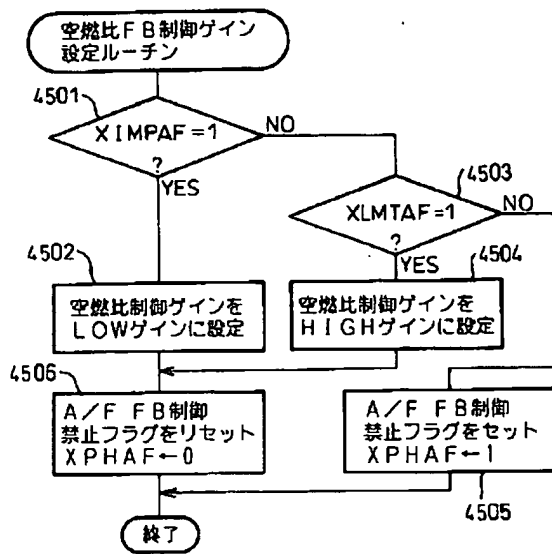 空燃比FB制御ゲイン
設定ルーチン
4501
XIMPAF=1
?
NO
YES
4503
XLMTAF=1
?
NO
YES
4502
空燃比制御ゲインを
LOWゲインに設定
4504
空燃比制御ゲインを
HIGHゲインに設定
4506
A/F FB制御
禁止フラグをリセット
XPHAF←0
A/F FB制御
禁止フラグをセット
XPHAF←1
4505
終了